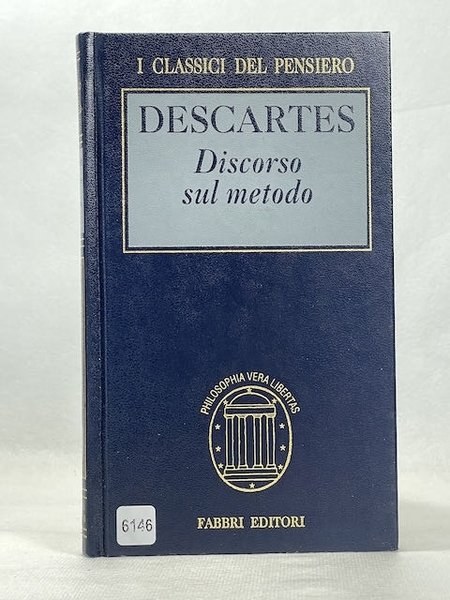 I CLASSICI DEL PENSIERO
DESCARTES
Discorso
sul metodo
PHILOSOPHIA VERA LIBERTAS
6146
FABBRI EDITORI